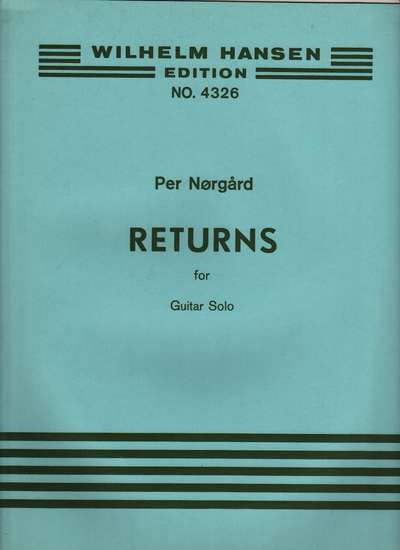 WILHELM HANSEN
EDITION
NO. 4326
Per Nørgård
RETURNS
for
Guitar Solo